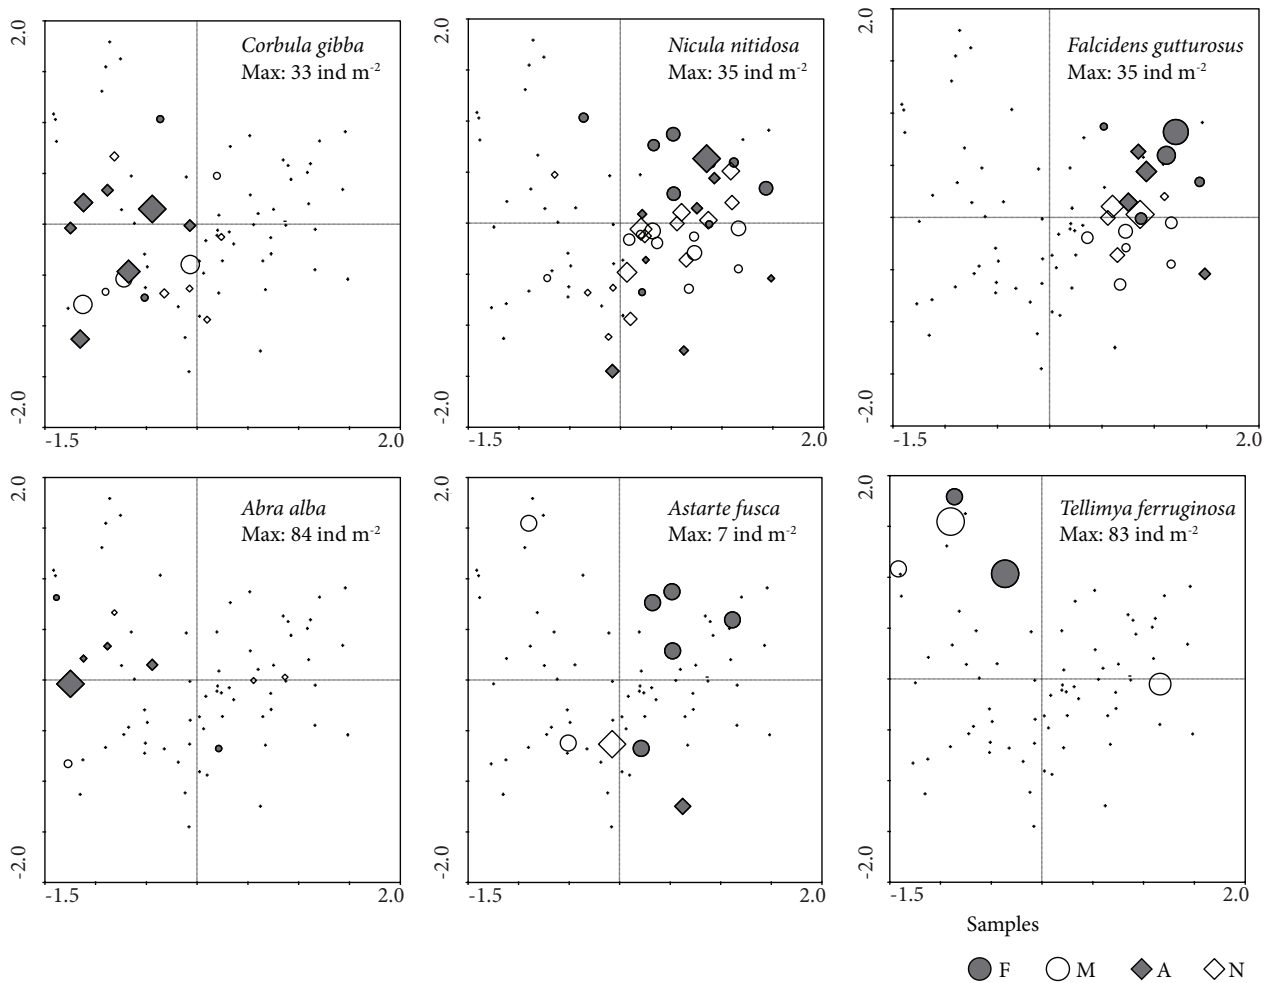 2.0
Corbula gibba
Max: 33 ind m-2
-2.0
-1.5 2.0
2.0
Nicula nitidosa
Max: 35 ind m-2
-2.0
-1.5 2.0
2.0
Falcidens gutturosus
Max: 35 ind m-2
-2.0
-1.5 2.0
2.0
Abra alba
Max: 84 ind m-2
-2.0
-1.5 2.0
2.0
Astarte fusca
Max: 7 ind m-2
-2.0
-1.5 2.0
2.0
Tellimya ferruginosa
Max: 83 ind m-2
-2.0
-1.5 2.0
Samples
F M A N